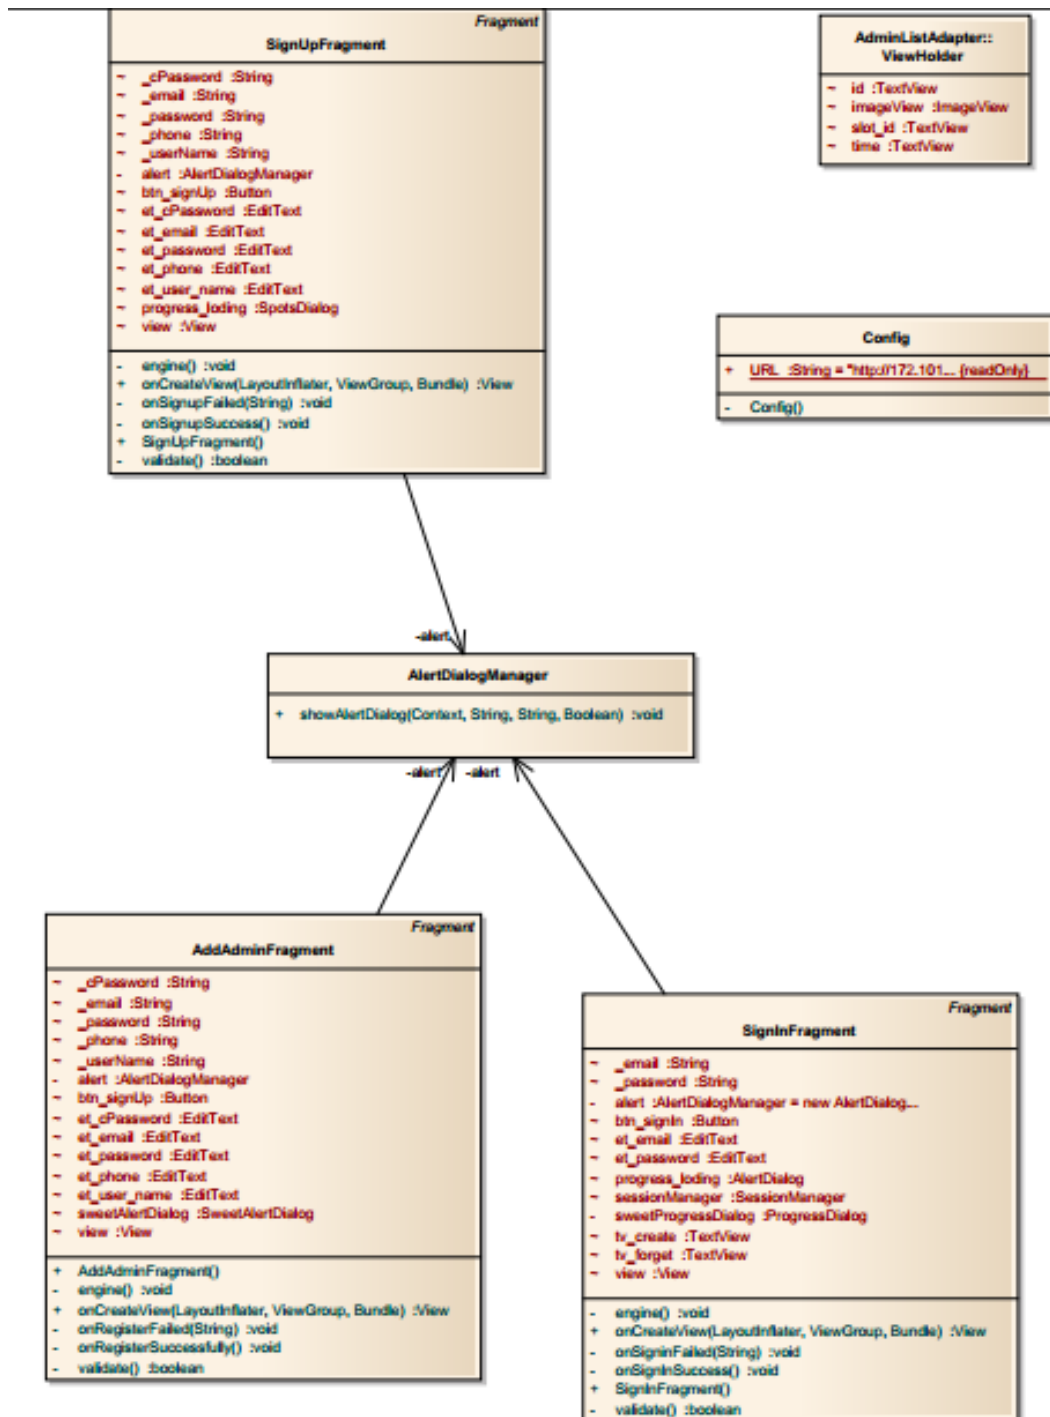 Fragment
SignUpFragment
~ _cPassword :String
~ _email :String
~ _password :String
~ _phone :String
~ _userName :String
- alert :AlertDialogManager
~ btn_signUp :Button
~ et_cPassword :EditText
~ et_email :EditText
~ et_password :EditText
~ et_phone :EditText
~ et_user_name :EditText
~ progress_loding :SpotsDialog
~ view :View
- engine() :void
+ onCreateView(LayoutInflater, ViewGroup, Bundle) :View
- onSignupFailed(String) :void
- onSignupSuccess() :void
+ SignUpFragment()
- validate() :boolean
AdminListAdapter::
ViewHolder
~ id :TextView
~ imageView :ImageView
~ slot_id :TextView
~ time :TextView
Config
+ URL :String = "http://172.101... {readOnly}
- Config()
-alert
AlertDialogManager
+ showAlertDialog(Context, String, String, Boolean) :void
-alert
-alert
Fragment
AddAdminFragment
~ _cPassword :String
~ _email :String
~ _password :String
~ _phone :String
~ _userName :String
- alert :AlertDialogManager
~ btn_signUp :Button
~ et_cPassword :EditText
~ et_email :EditText
~ et_password :EditText
~ et_phone :EditText
~ et_user_name :EditText
~ sweetAlertDialog :SweetAlertDialog
~ view :View
+ AddAdminFragment()
- engine() :void
+ onCreateView(LayoutInflater, ViewGroup, Bundle) :View
- onRegisterFailed(String) :void
- onRegisterSuccessfully() :void
- validate() :boolean
Fragment
SignInFragment
~ _email :String
~ _password :String
- alert :AlertDialogManager = new AlertDialog...
~ btn_signIn :Button
~ et_email :EditText
~ et_password :EditText
~ progress_loding :AlertDialog
~ sessionManager :SessionManager
- sweetProgressDialog :ProgressDialog
~ tv_create :TextView
~ tv_forget :TextView
~ view :View
- engine() :void
+ onCreateView(LayoutInflater, ViewGroup, Bundle) :View
- onSigninFailed(String) :void
- onSignInSuccess() :void
+ SignInFragment()
- validate() :boolean